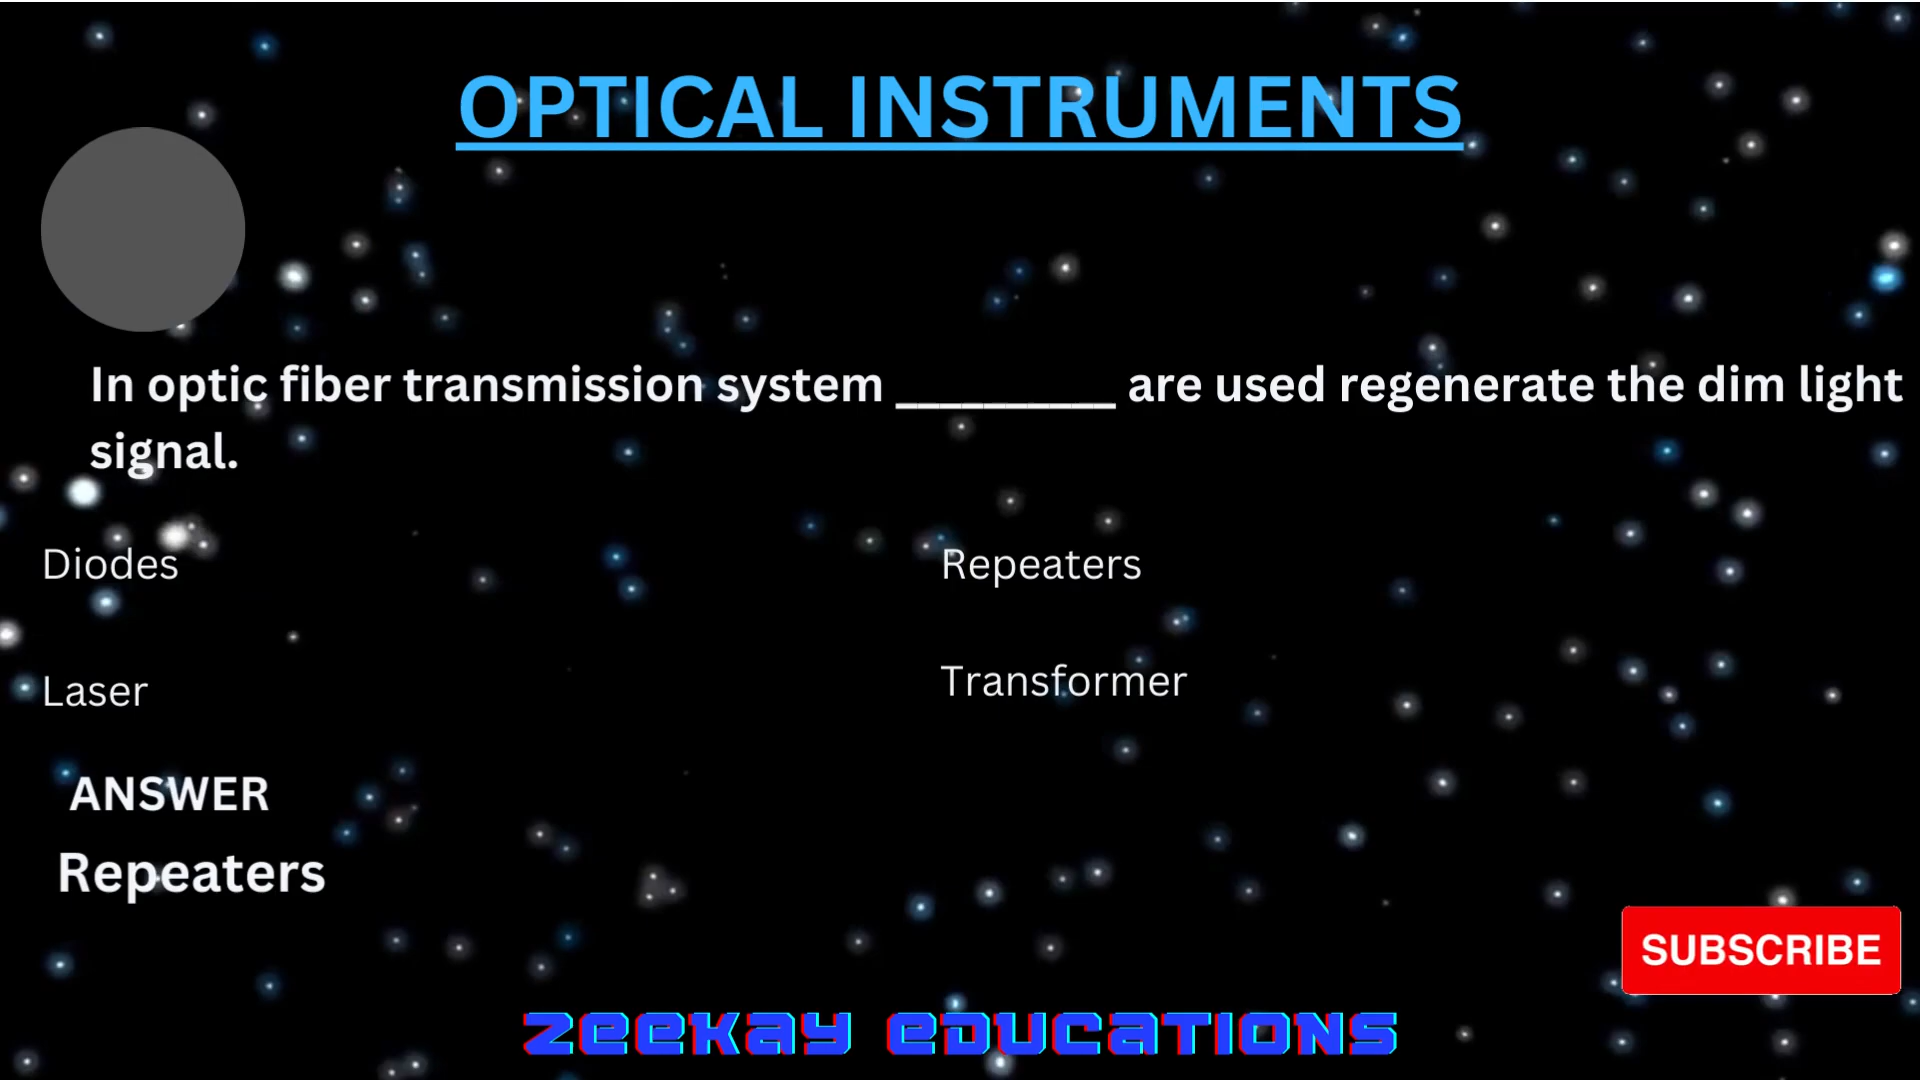 OPTICAL INSTRUMENTS
In optic fiber transmission system __________ are used regenerate the dim light
signal.
Diodes
Repeaters
Laser
Transformer
ANSWER
Repeaters
SUBSCRIBE
ZEEKAY EDUCATIONS